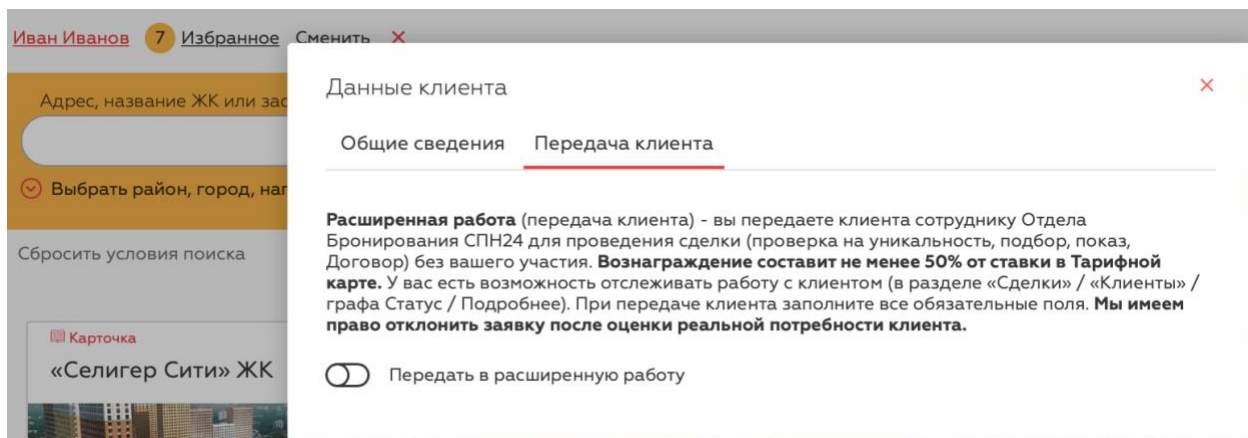 Иван Иванов 7 Избранное Сменить
Данные клиента
Адрес, название ЖК или зас
Общие сведения Передача клиента
Выбрать район, город, наг
Расширенная работа (передача клиента) - вы передаете клиента сотруднику Отдела
Бронирования СПН24 для проведения сделки (проверка на уникальность, подбор, показ,
Договор) без вашего участия. Вознаграждение составит не менее 50% от ставки в Тарифной
карте. У вас есть возможность отслеживать работу с клиентом (в разделе «Сделки» / «Клиенты» /
графа Статус / Подробнее). При передаче клиента заполните все обязательные поля. Мы имеем
право отклонить заявку после оценки реальной потребности клиента.
Сбросить условия поиска
Карточка
«Селигер Сити» ЖК
Передать в расширенную работу